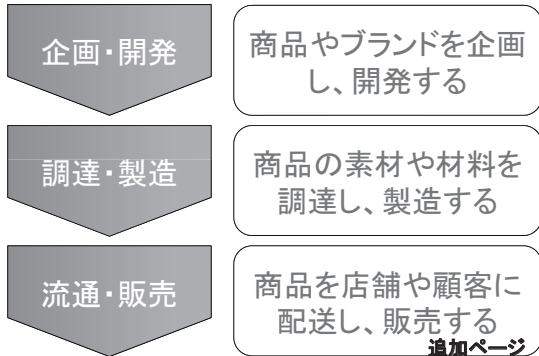 企画・開発
商品やブランドを企画
し、開発する
調達・製造
商品の素材や材料を
調達し、製造する
流通・販売
商品を店舗や顧客に
配送し、販売する
追加ページ